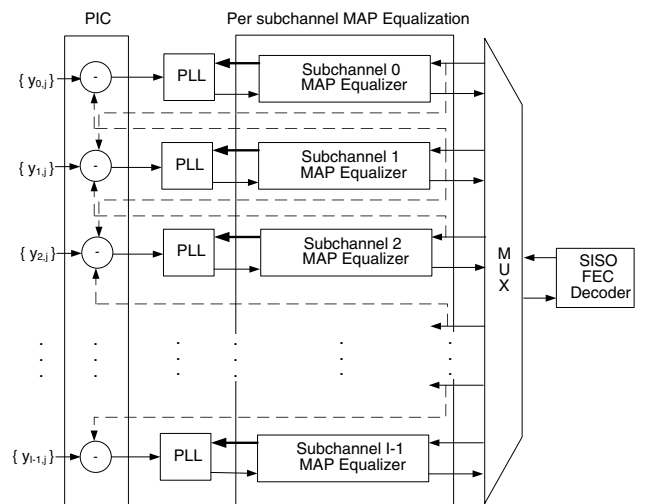 PIC
Per subchannel MAP Equalization
{ y0,j}
-
PLL
Subchannel 0
MAP Equalizer
{ y1,j}
-
PLL
Subchannel 1
MAP Equalizer
{ y2,j}
-
PLL
Subchannel 2
MAP Equalizer
M
U
X
SISO
FEC
Decoder
{ yI-1,j}
-
PLL
Subchannel I-1
MAP Equalizer